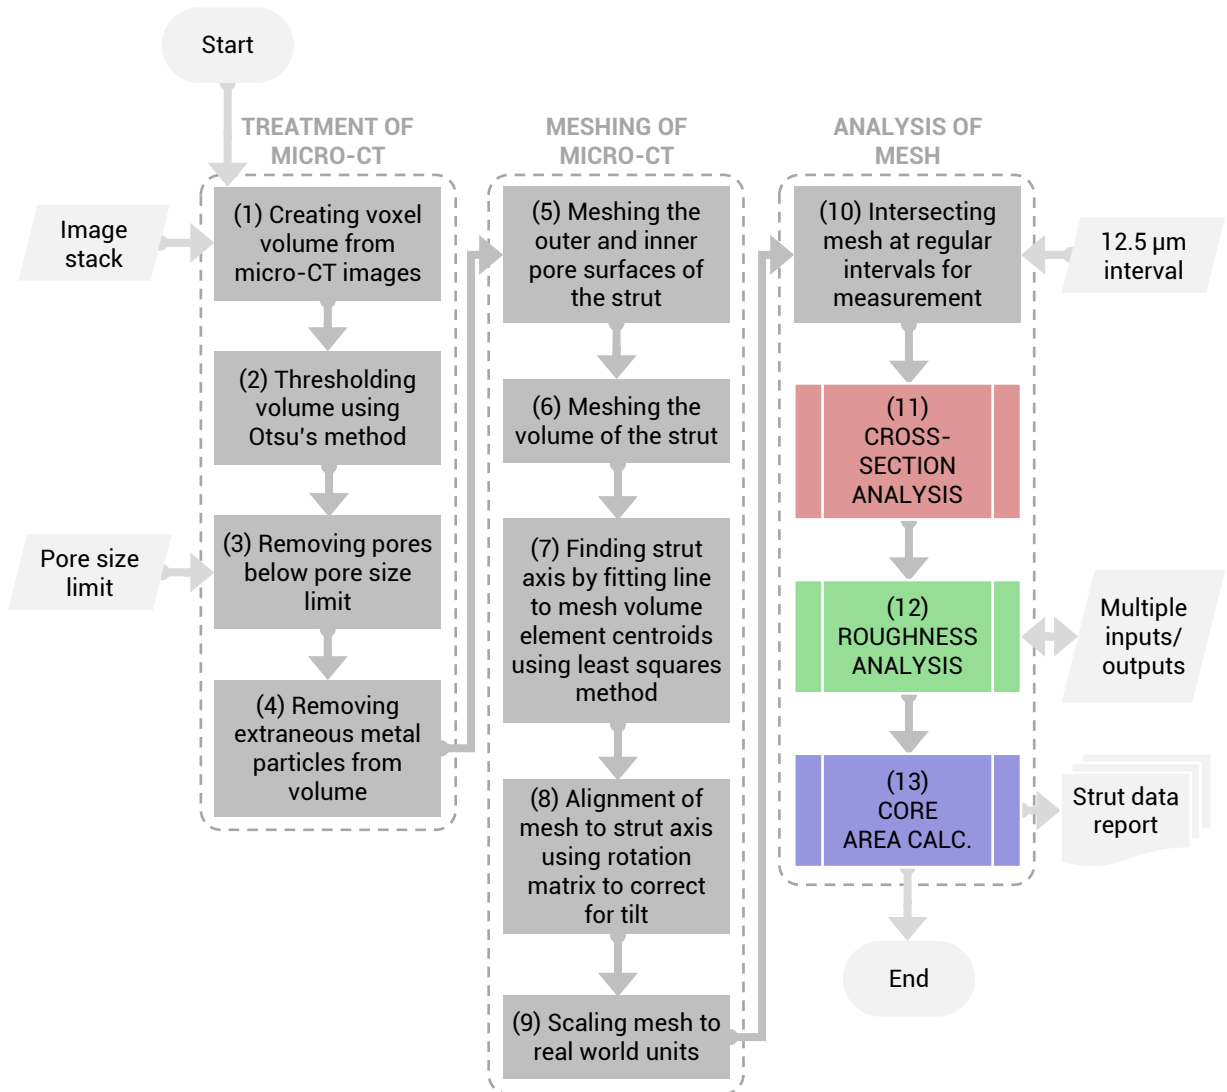 Start
TREATMENT OF
MICRO-CT
Image
stack
(1) Creating voxel
volume from
micro-CT images
(2) Thresholding
volume using
Otsu's method
Pore size
limit
(3) Removing pores
below pore size
limit
(4) Removing
extraneous metal
particles from
volume
MESHING OF
MICRO-CT
(5) Meshing the
outer and inner
pore surfaces of
the strut
(6) Meshing the
volume of the strut
(7) Finding strut
axis by fitting line
to mesh volume
element centroids
using least squares
method
(8) Alignment of
mesh to strut axis
using rotation
matrix to correct
for tilt
(9) Scaling mesh to
real world units
ANALYSIS OF
MESH
(10) Intersecting
mesh at regular
intervals for
measurement
12.5 µm
interval
(11)
CROSS-
SECTION
ANALYSIS
(12)
ROUGHNESS
ANALYSIS
Multiple
inputs/
outputs
(13)
CORE
AREA CALC.
Strut data
report
End